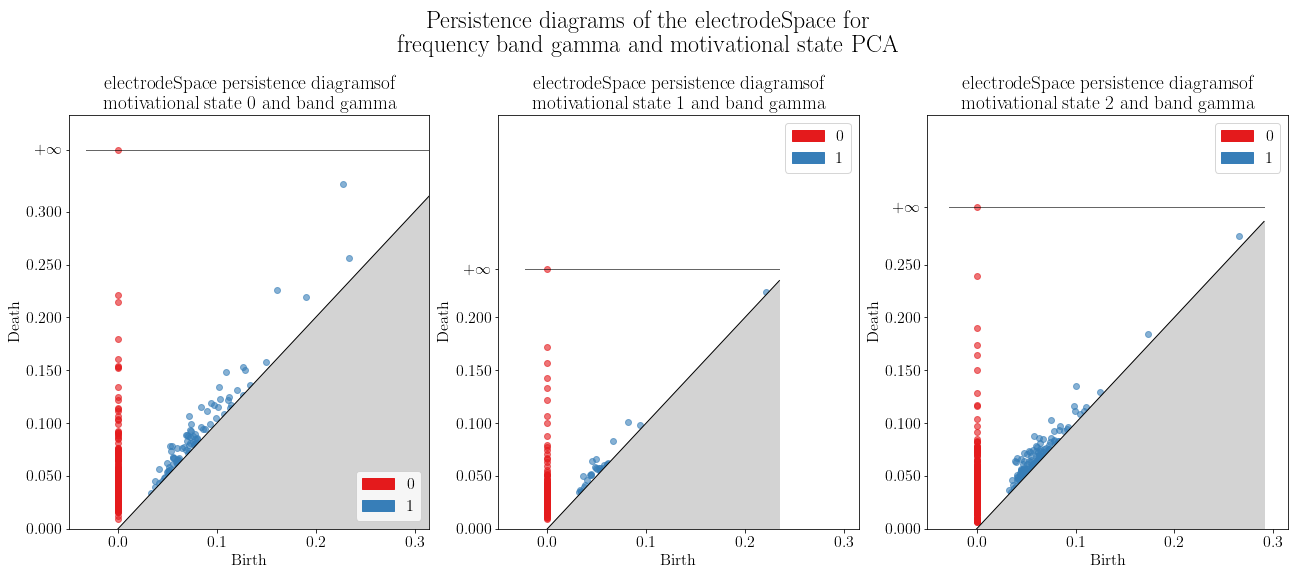 Persistence diagrams of the electrodeSpace for
frequency band gamma and motivational state PCA
electrodeSpace persistence diagramsof
motivational state 0 and band gamma
+∞
0.300
0.250
0.200
0.150
0.100
0.050
0.000
Death
0.0 0.1 0.2 0.3
Birth
0
1
electrodeSpace persistence diagramsof
motivational state 1 and band gamma
0
1
+∞
0.200
0.150
0.100
0.050
0.000
Death
0.0 0.1 0.2 0.3
Birth
electrodeSpace persistence diagramsof
motivational state 2 and band gamma
0
1
+∞
0.250
0.200
0.150
0.100
0.050
0.000
Death
0.0 0.1 0.2 0.3
Birth